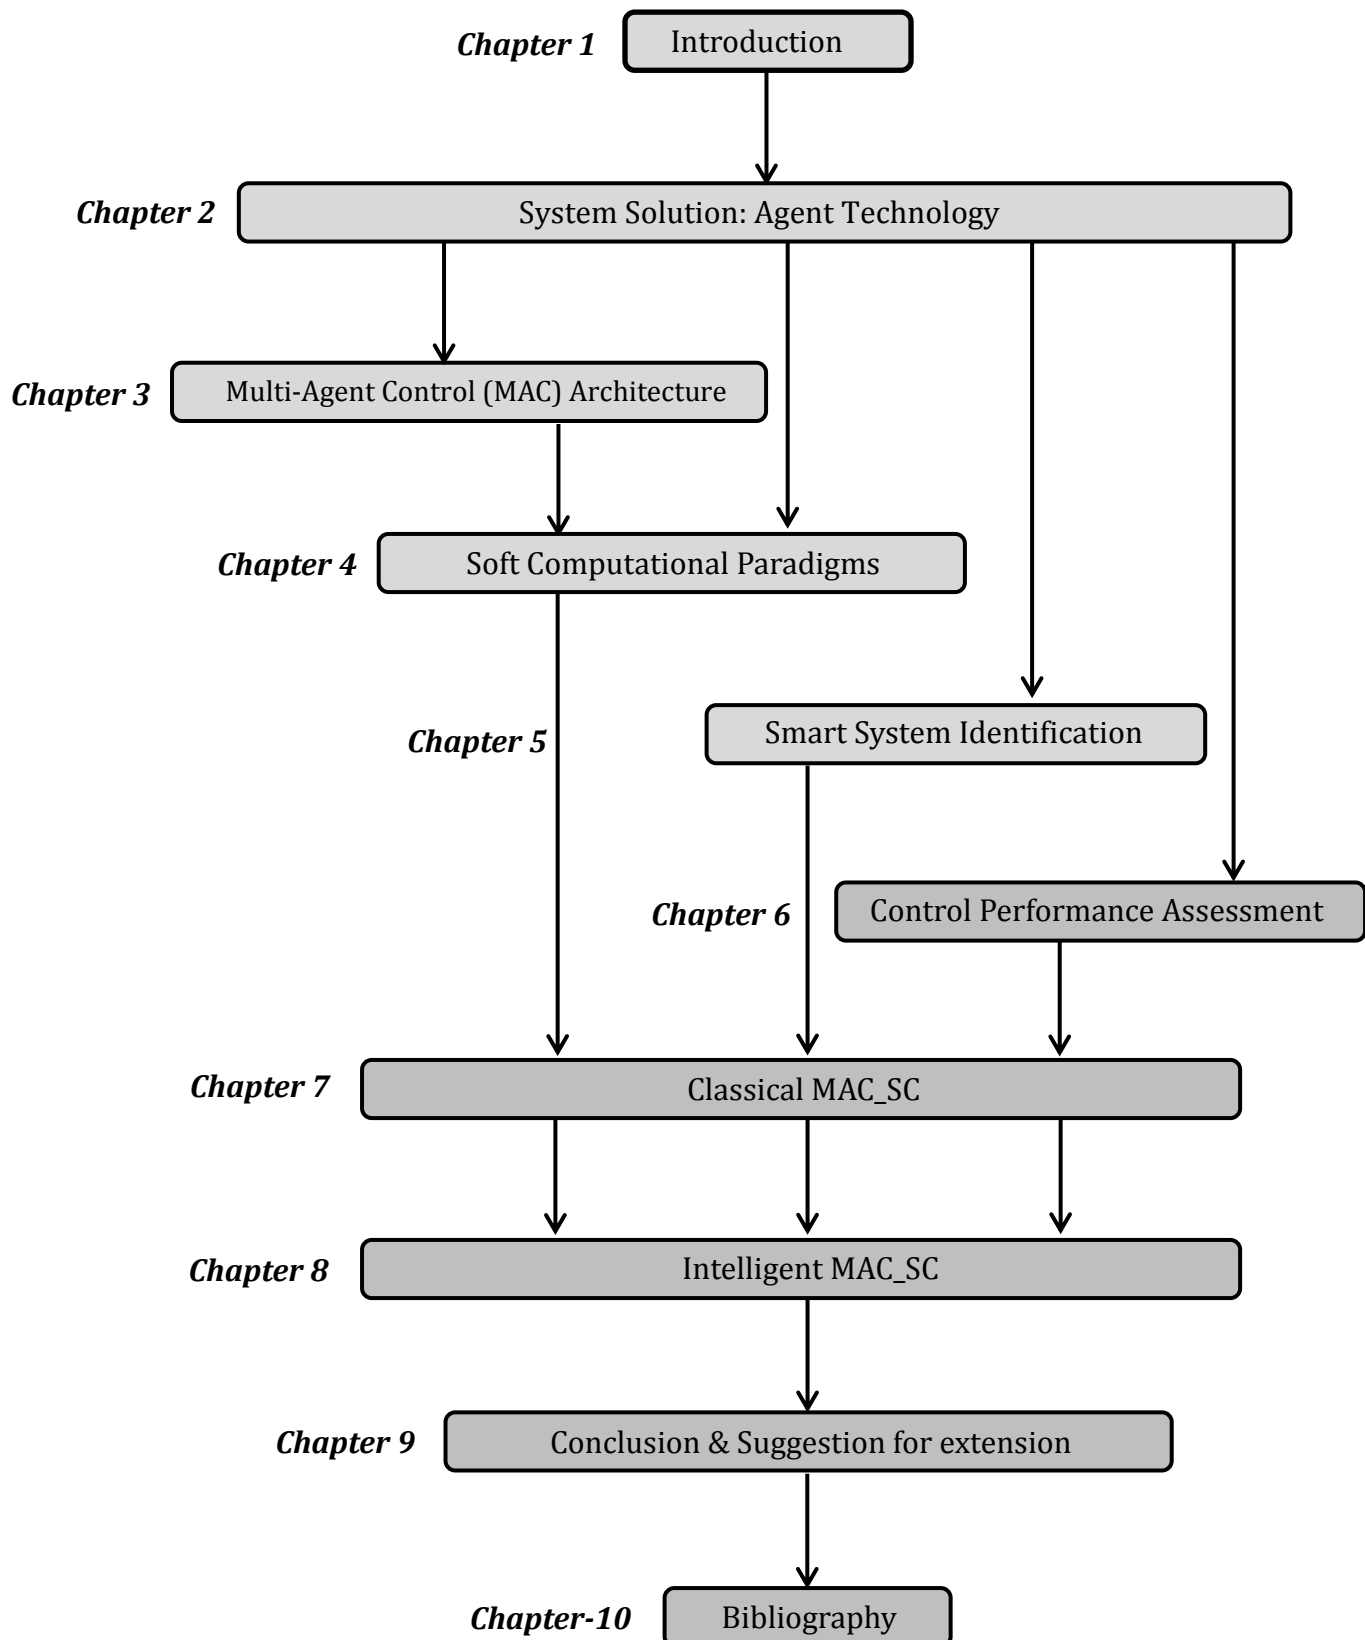 Chapter 1 Introduction
Chapter 2 System Solution: Agent Technology
Chapter 3 Multi-Agent Control (MAC) Architecture
Chapter 4 Soft Computational Paradigms
Chapter 5 Smart System Identification
Chapter 6 Control Performance Assessment
Chapter 7 Classical MAC_SC
Chapter 8 Intelligent MAC_SC
Chapter 9 Conclusion & Suggestion for extension
Chapter-10 Bibliography